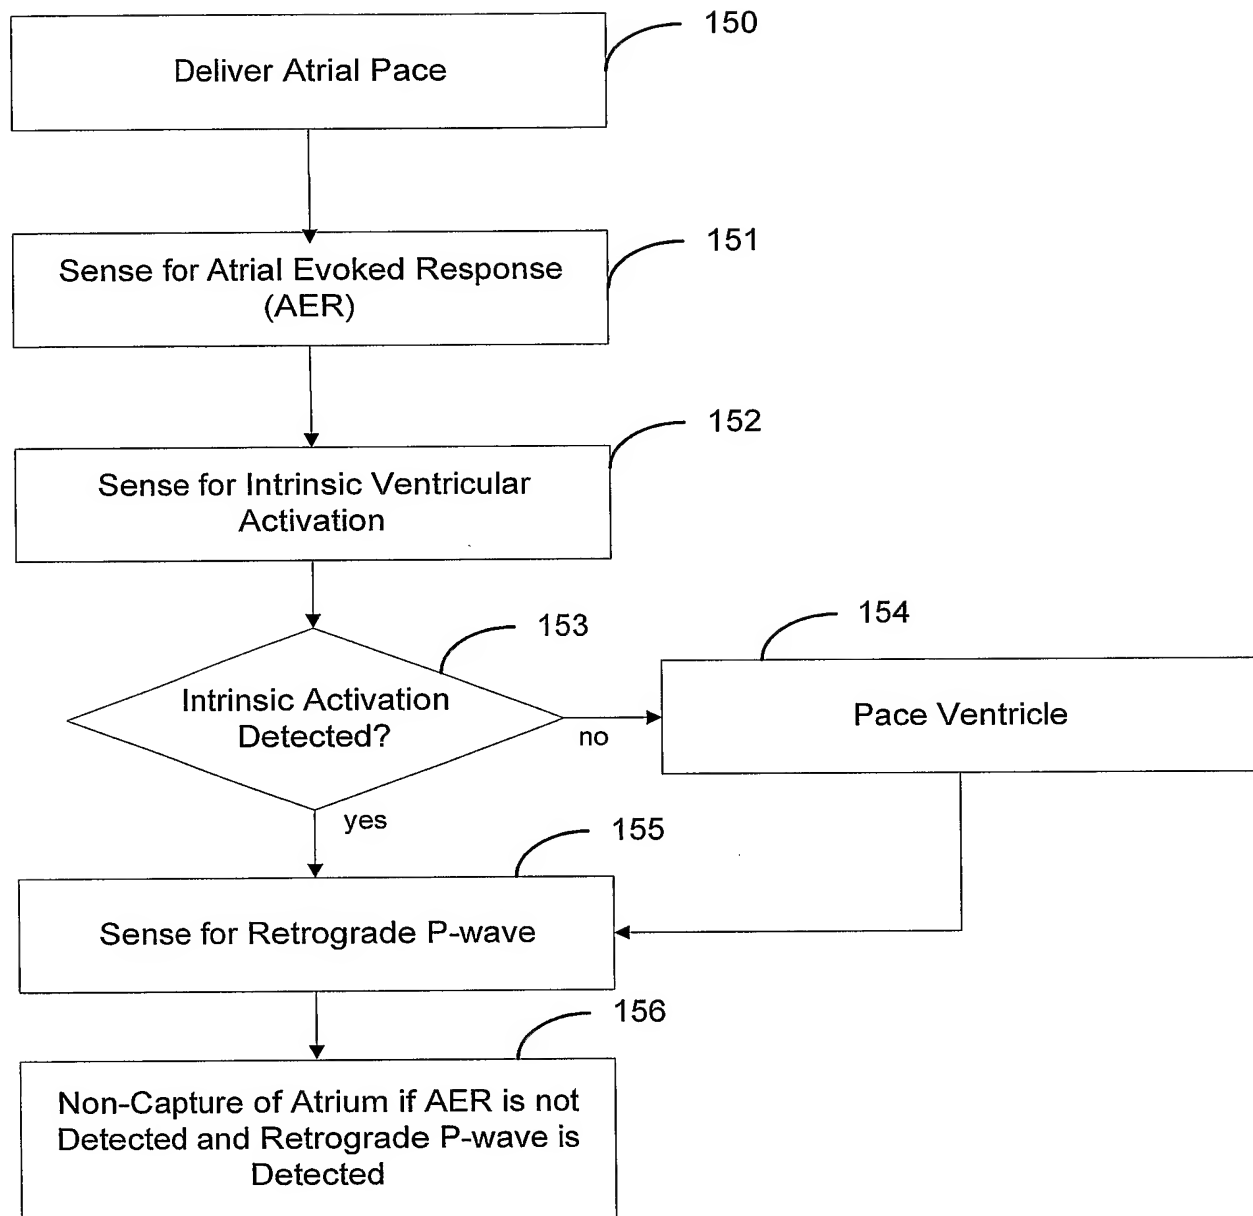 150
Deliver Atrial Pace
151
Sense for Atrial Evoked Response
(AER)
152
Sense for Intrinsic Ventricular
Activation
153
154
Intrinsic Activation
Detected?
no
Pace Ventricle
yes
155
Sense for Retrograde P-wave
156
Non-Capture of Atrium if AER is not
Detected and Retrograde P-wave is
Detected